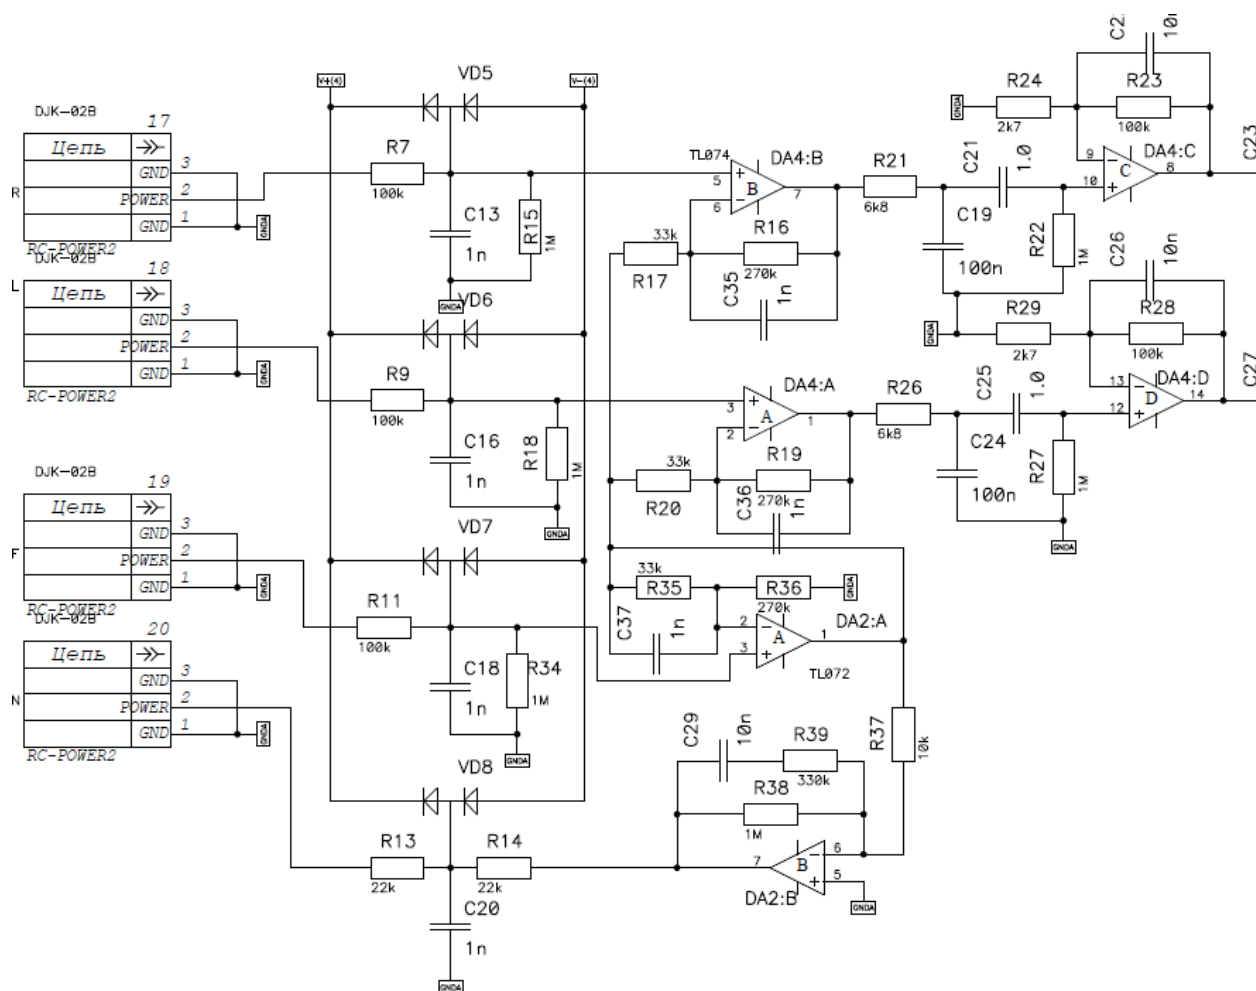 C2 10n
V+(4) VD5 V-(4)
R24 R23
DJK-02B
17
GNDA 2k7 100k
Цепь R7 TL074 DA4:B R21 C21 1.0 9 DA4:C C23
3
GND 5 B C 8
2
R POWER 100k 6 7 6k8 10
1
GND GNDA C13 R15 33k R16 C19 R22 C26 10n
RC-POWER2 1n 1M R17 270k 100n 1M
DJK-02B
18
L Цепь GNDA C35 1n
VD6 R29 R28
3
GND GNDA
2
POWER 2k7 100k
1
GND GNDA R9 DA4:A R26 C25 1.0 13 DA4:D C27
RC-POWER2 100k 3 A 1 D 14
2 6k8 12
C16 R18 33k R19 C24 R27
DJK-02B
19
1n 1M R20 270k 100n 1M
Цепь C36 1n
3
GND GNDA VD7 GNDA
2
F POWER 33k
1
GND GNDA R35 R36 GNDA
RC-POWER2 R11 270k
DJK-02B
20
100k C37 1n 2 A 1 DA2:A
Цепь 3
C18 R34 TL072
3
GND 1n 1M
2
N POWER C29 10n R39 R37
1
GND GNDA GNDA 330k 10k
RC-POWER2 VD8 R38
1M
R13 R14 7 B 6
22k 22k 5
DA2:B GNDA
C20
1n
GNDA